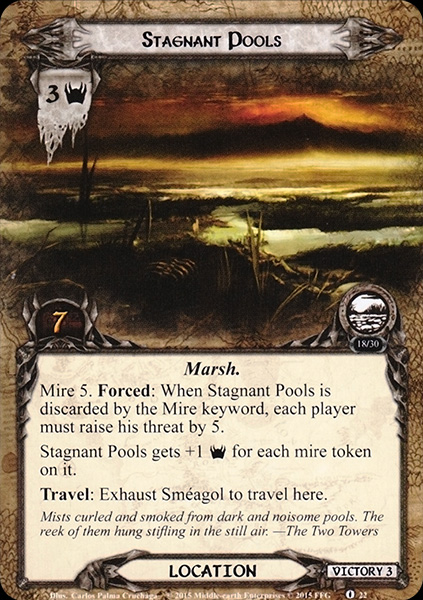 STAGNANT POOLS
3
7
18/30
Marsh.
Mire 5. Forced: When Stagnant Pools is
discarded by the Mire keyword, each player
must raise his threat by 5.
Stagnant Pools gets +1 for each mire token
on it.
Travel: Exhaust Sméagol to travel here.
Mists curled and smoked from dark and noisome pools. The
reek of them hung stifling in the still air. —The Two Towers
LOCATION
VICTORY 3
Illus. Carlos Palma Cruchaga © 2015 Middle-earth Enterprises © 2015 FFG 22